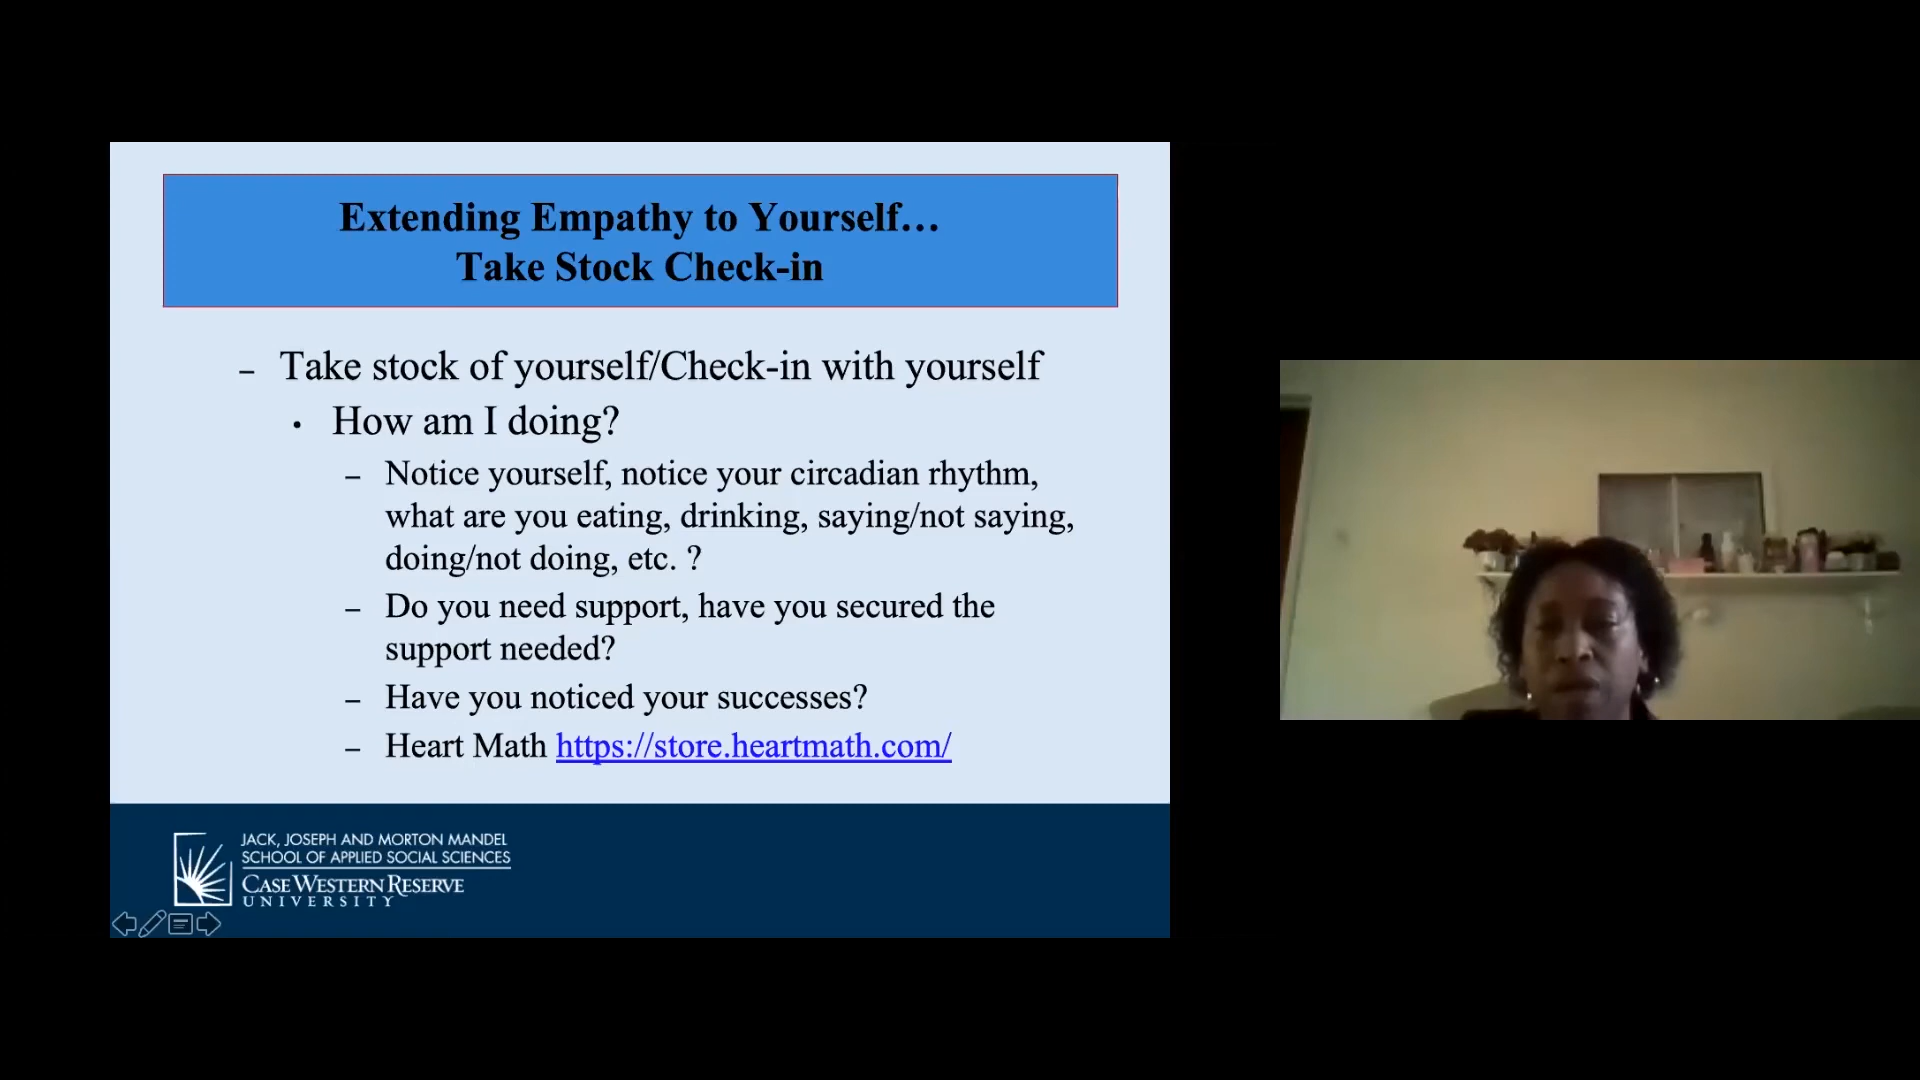 Extending Empathy to Yourself…
Take Stock Check-in
– Take stock of yourself/Check-in with yourself
• How am I doing?
– Notice yourself, notice your circadian rhythm,
what are you eating, drinking, saying/not saying,
doing/not doing, etc. ?
– Do you need support, have you secured the
support needed?
– Have you noticed your successes?
– Heart Math https://store.heartmath.com/
JACK, JOSEPH AND MORTON MANDEL
SCHOOL OF APPLIED SOCIAL SCIENCES
CASE WESTERN RESERVE
UNIVERSITY